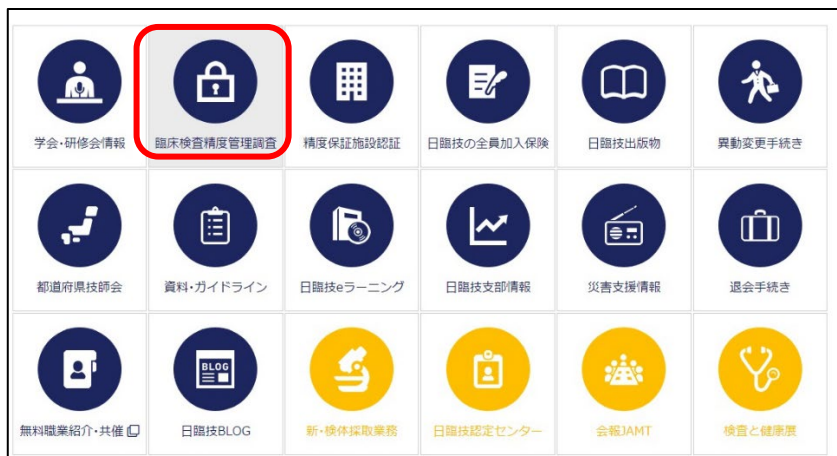 学会・研修会情報
臨床検査精度管理調査
精度保証施設認証
日臨技の全員加入保険
日臨技出版物
異動変更手続き
都道府県技師会
資料・ガイドライン
日臨技eラーニング
日臨技支部情報
災害支援情報
退会手続き
BLOG
無料職業紹介・共催
日臨技BLOG
新・検体採取業務
日臨技認定センター
会報JAMT
検査と健康展